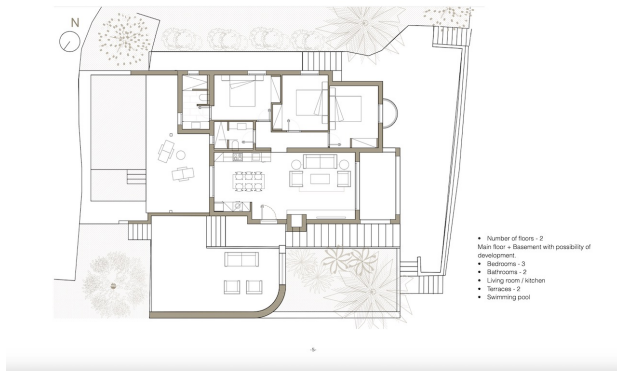 N
• Number of floors - 2
Main floor + Basement with possibility of
development.
• Bedrooms - 3
• Bathrooms - 2
• Living room / kitchen
• Terraces - 2
• Swimming pool
-5-